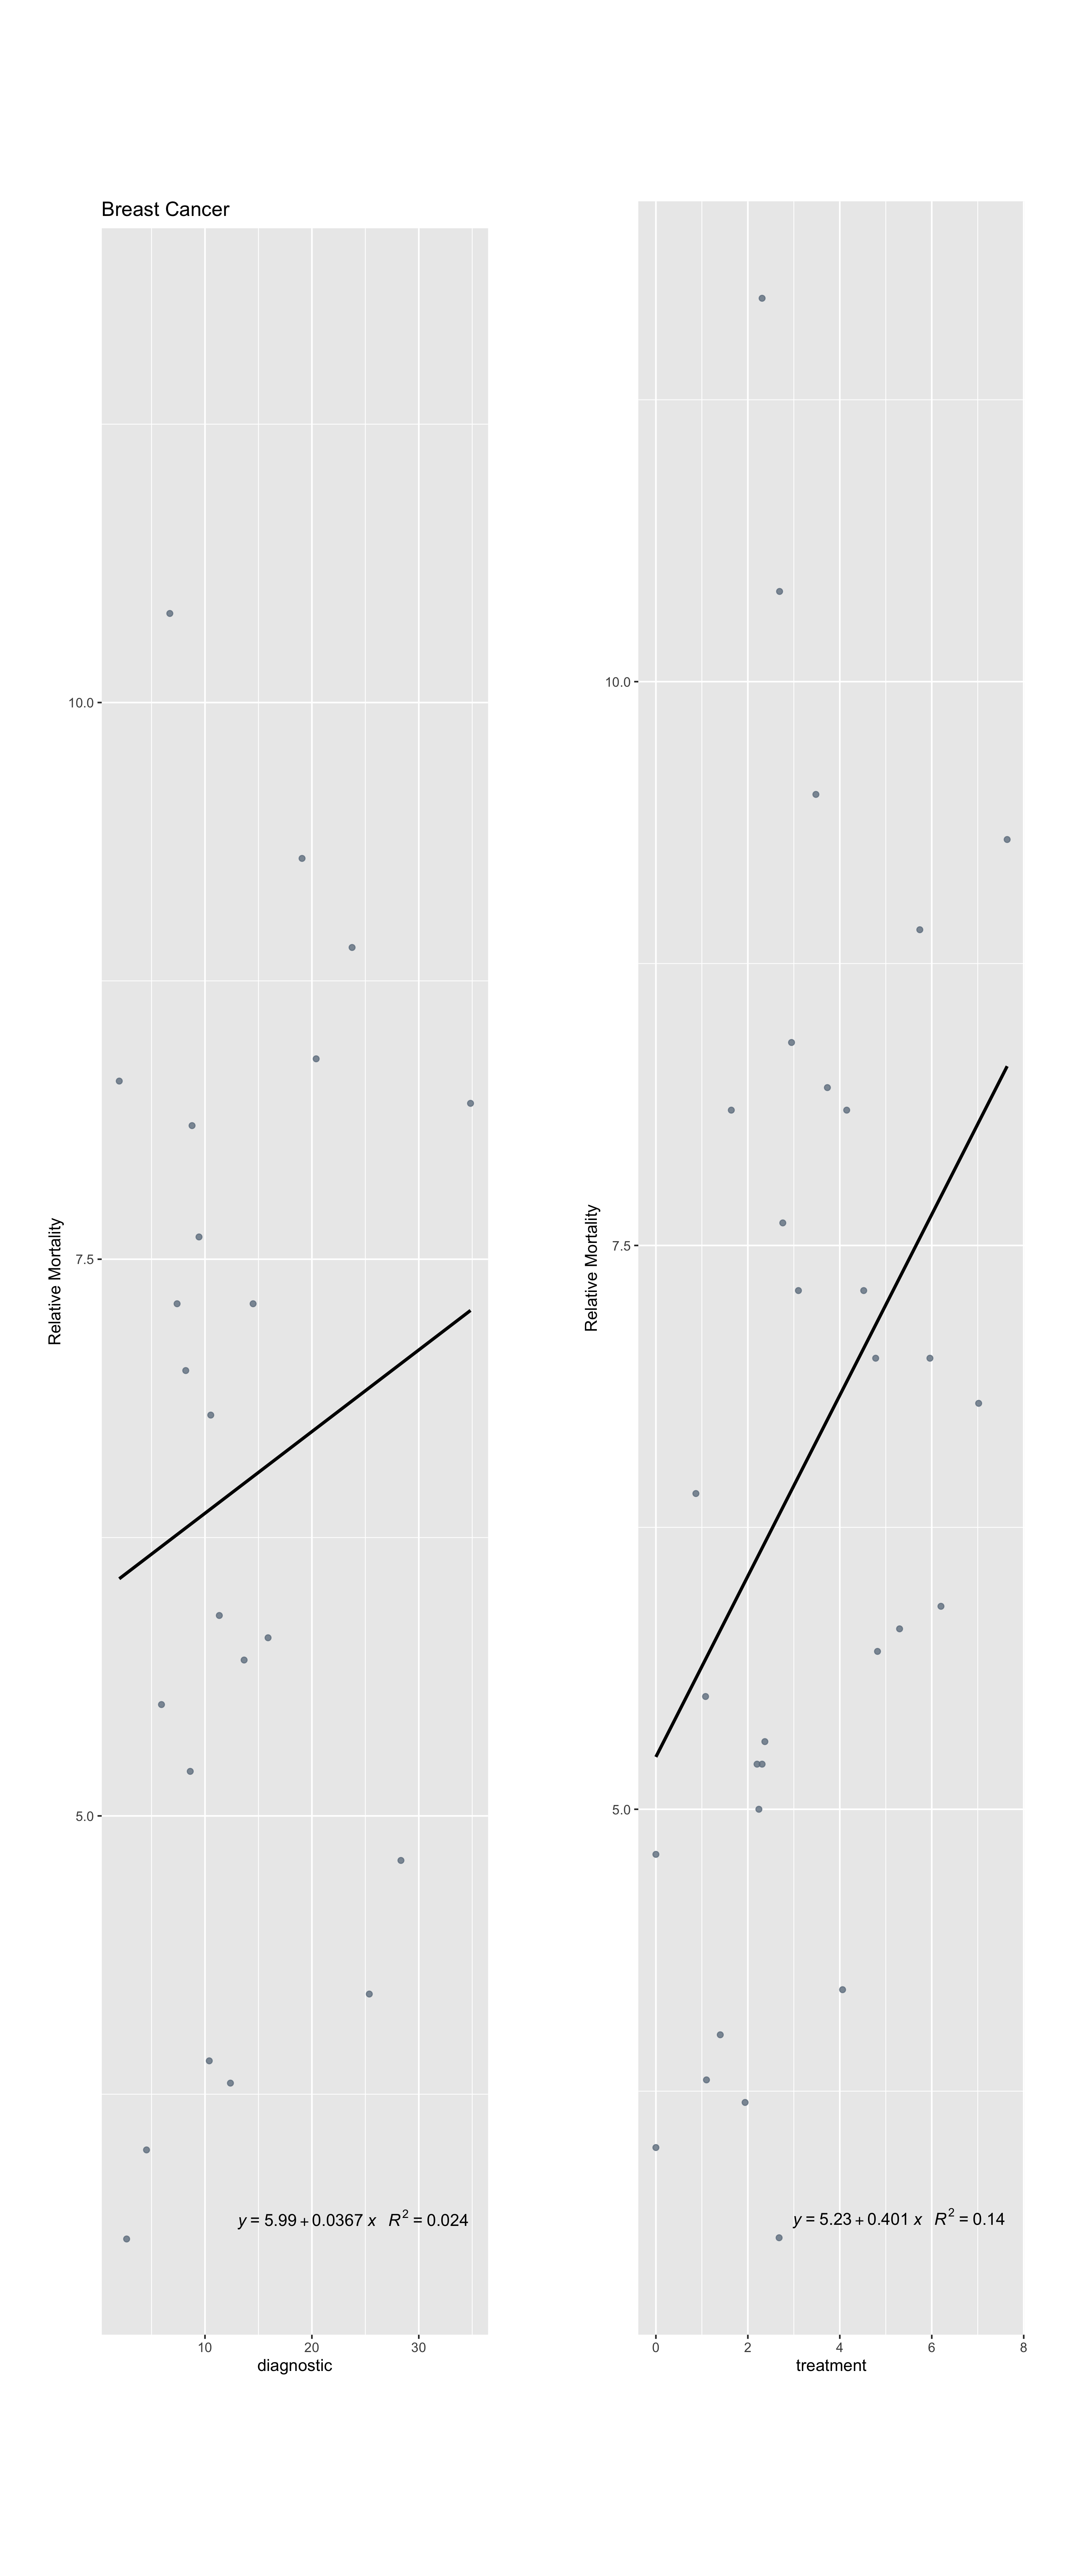 Breast Cancer
Relative Mortality
10.0
7.5
5.0
y = 5.99 + 0.0367 x R² = 0.024
10 20 30
diagnostic
Relative Mortality
10.0
7.5
5.0
y = 5.23 + 0.401 x R² = 0.14
0 2 4 6 8
treatment